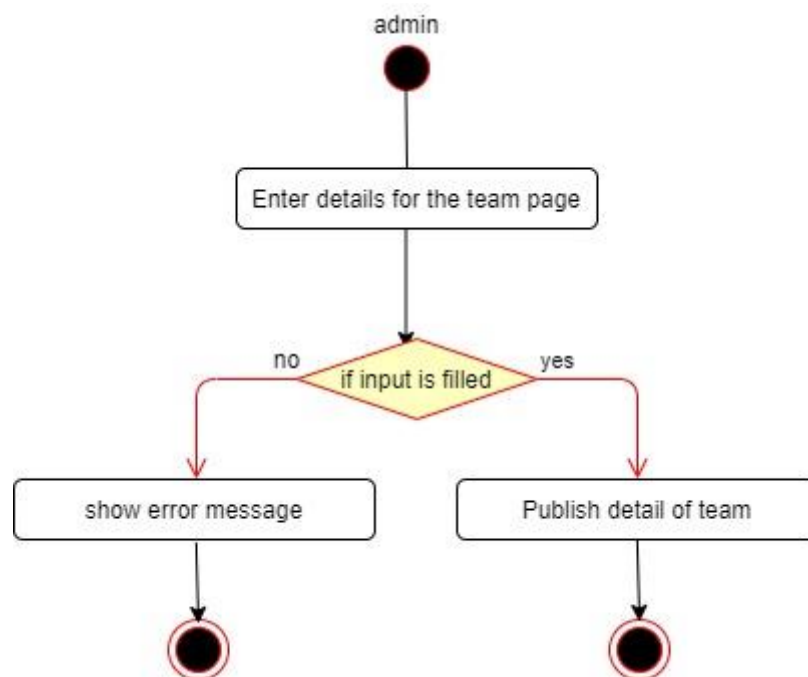 admin
Enter details for the team page
no
if input is filled
yes
show error message
Publish detail of team